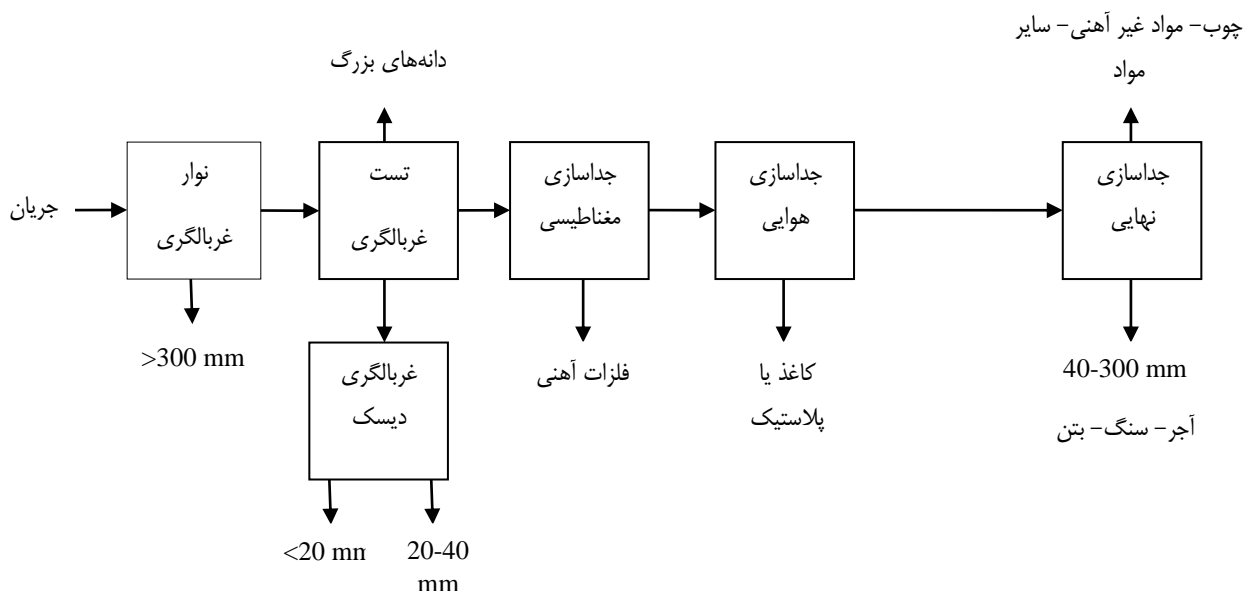 چوب- مواد غیر آهنی- سایر
مواد
دانه‌های بزرگ
جریان
نوار
غربالگری
تست
غربالگری
جداسازی
مغناطیسی
جداسازی
هوایی
جداسازی
نهایی
>300 mm
غربالگری
دیسک
فلزات آهنی
کاغذ یا
پلاستیک
40-300 mm
آجر- سنگ- بتن
<20 mm
20-40
mm